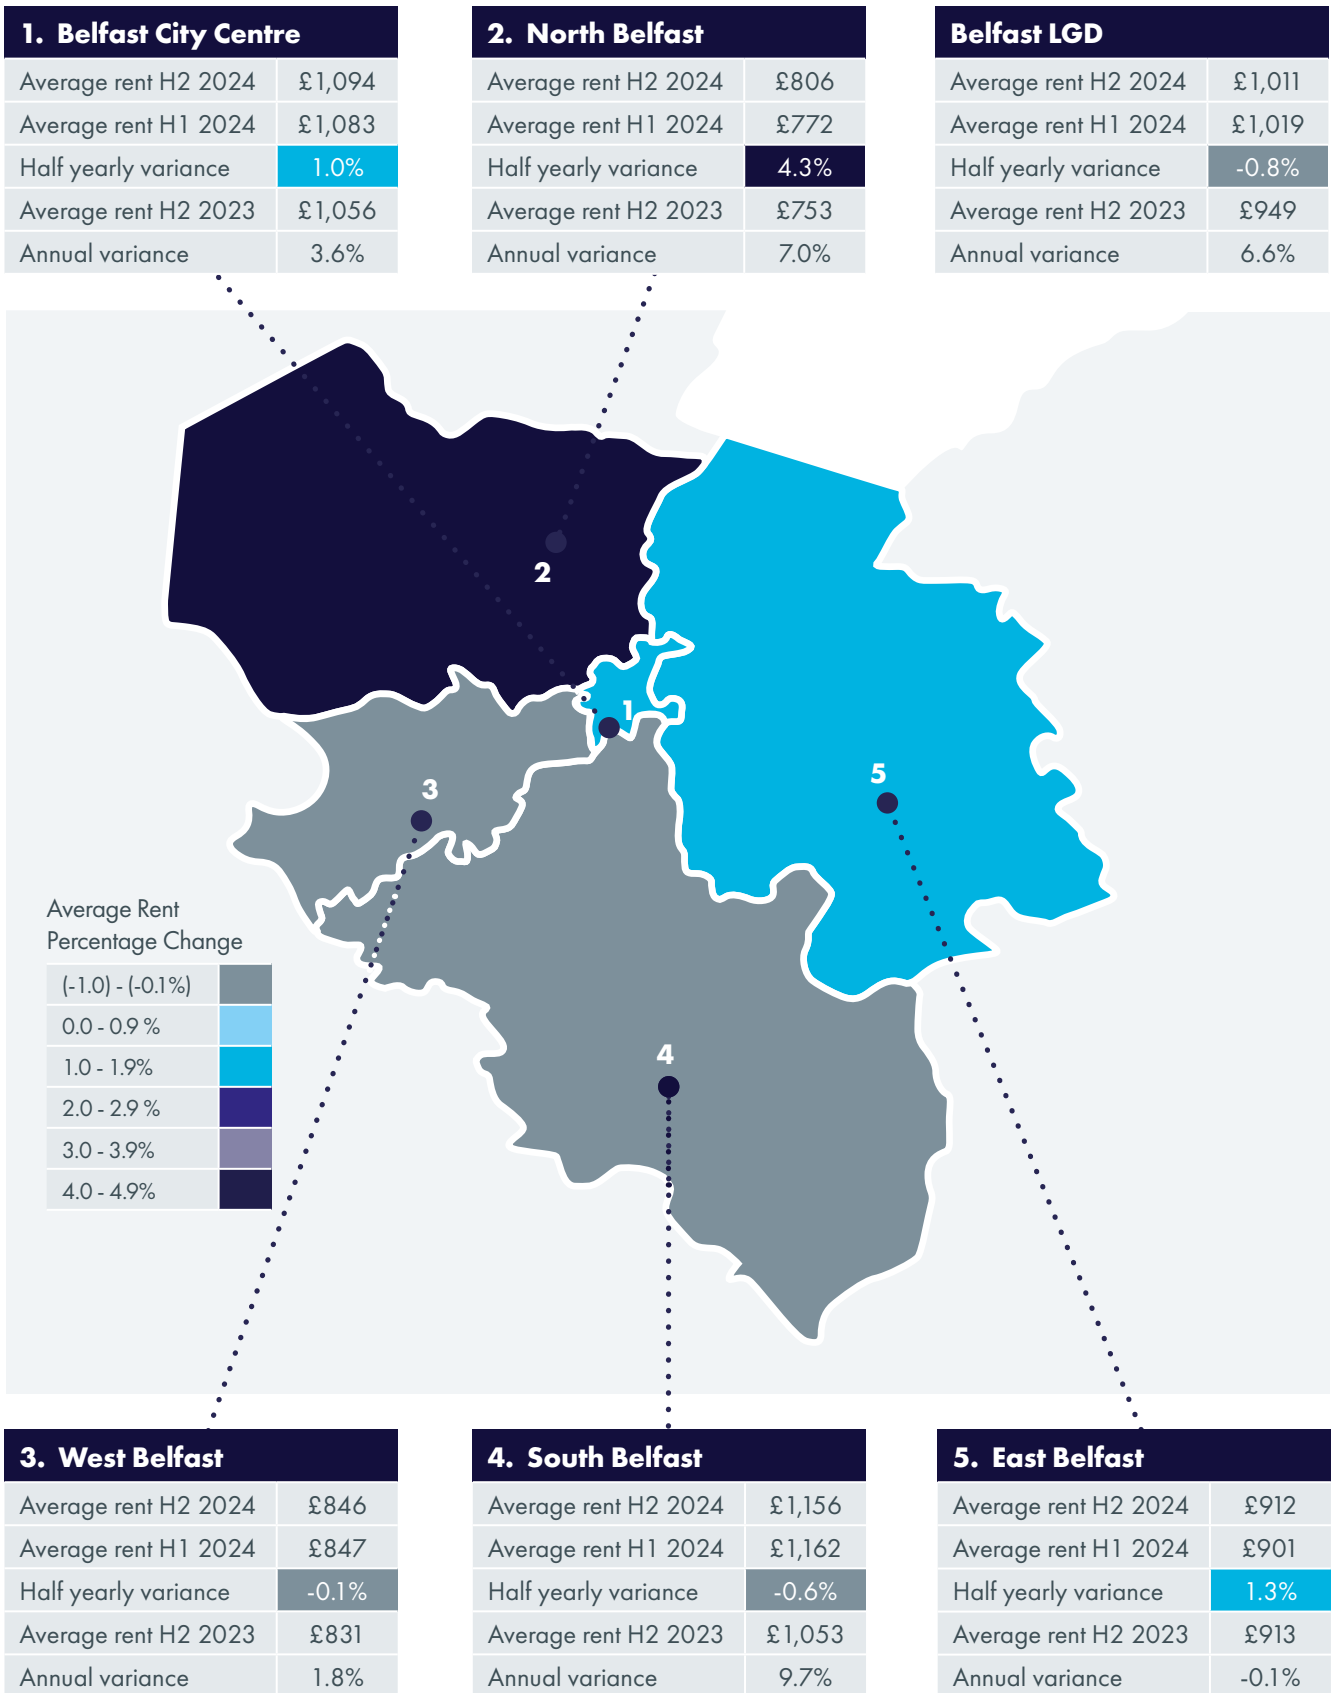 1. Belfast City Centre
Average rent H2 2024 £1,094
Average rent H1 2024 £1,083
Half yearly variance 1.0%
Average rent H2 2023 £1,056
Annual variance 3.6%
2. North Belfast
Average rent H2 2024 £806
Average rent H1 2024 £772
Half yearly variance 4.3%
Average rent H2 2023 £753
Annual variance 7.0%
Belfast LGD
Average rent H2 2024 £1,011
Average rent H1 2024 £1,019
Half yearly variance -0.8%
Average rent H2 2023 £949
Annual variance 6.6%
2
1
3
5
4
Average Rent
Percentage Change
(-1.0) - (-0.1%)
0.0 - 0.9 %
1.0 - 1.9%
2.0 - 2.9 %
3.0 - 3.9%
4.0 - 4.9%
3. West Belfast
Average rent H2 2024 £846
Average rent H1 2024 £847
Half yearly variance -0.1%
Average rent H2 2023 £831
Annual variance 1.8%
4. South Belfast
Average rent H2 2024 £1,156
Average rent H1 2024 £1,162
Half yearly variance -0.6%
Average rent H2 2023 £1,053
Annual variance 9.7%
5. East Belfast
Average rent H2 2024 £912
Average rent H1 2024 £901
Half yearly variance 1.3%
Average rent H2 2023 £913
Annual variance -0.1%